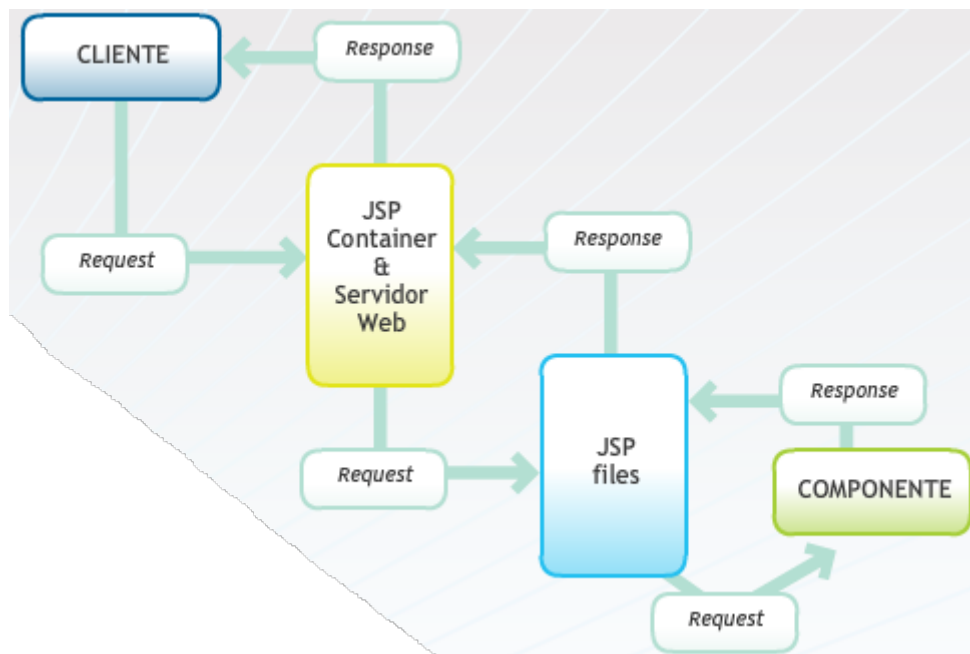 CLIENTE
Response
Request
JSP
Container
&
Servidor
Web
Response
Request
JSP
files
Response
COMPONENTE
Request